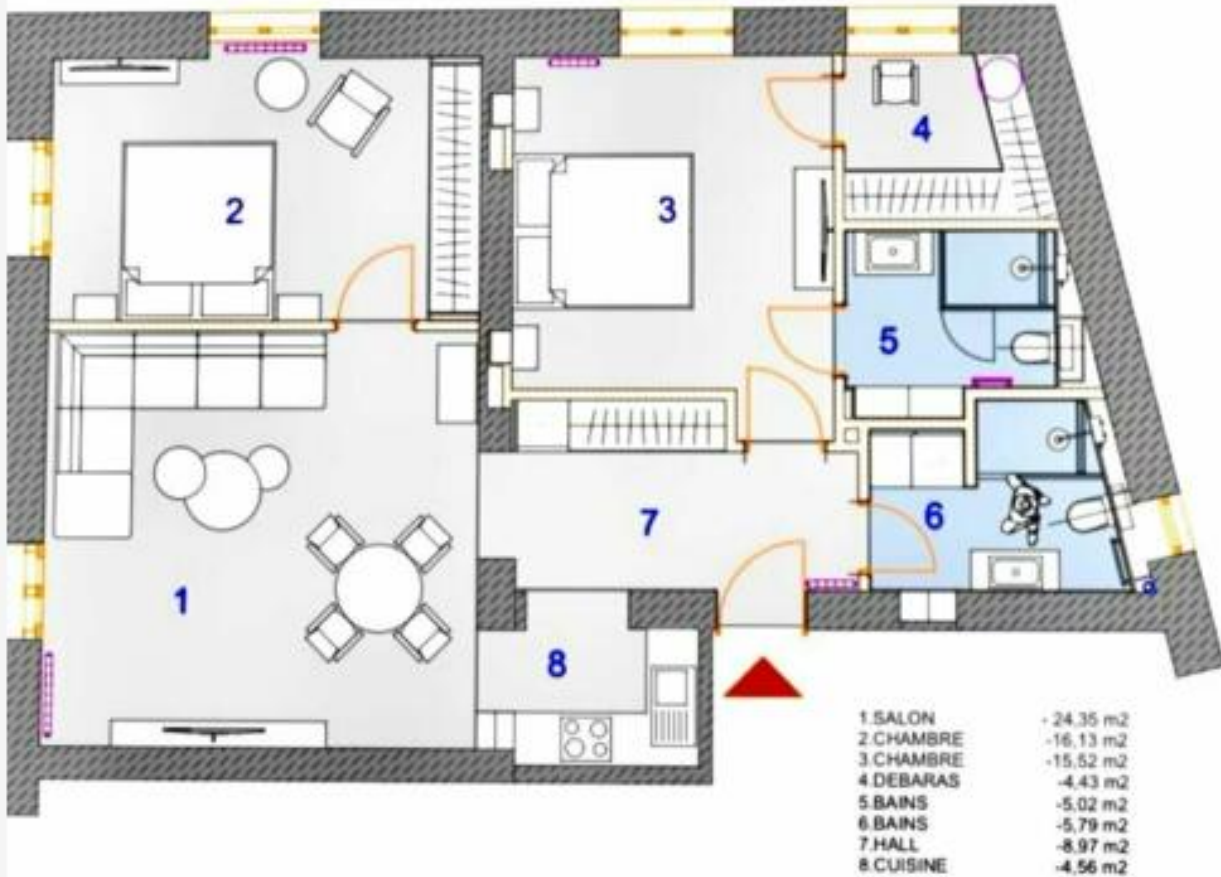 2
3
4
5
6
7
1
8
1.SALON - 24,35 m2
2.CHAMBRE -16,13 m2
3.CHAMBRE -15,52 m2
4.DEBARAS -4,43 m2
5.BAINS -5,02 m2
6.BAINS -5,79 m2
7.HALL -8,97 m2
8.CUISINE -4,56 m2